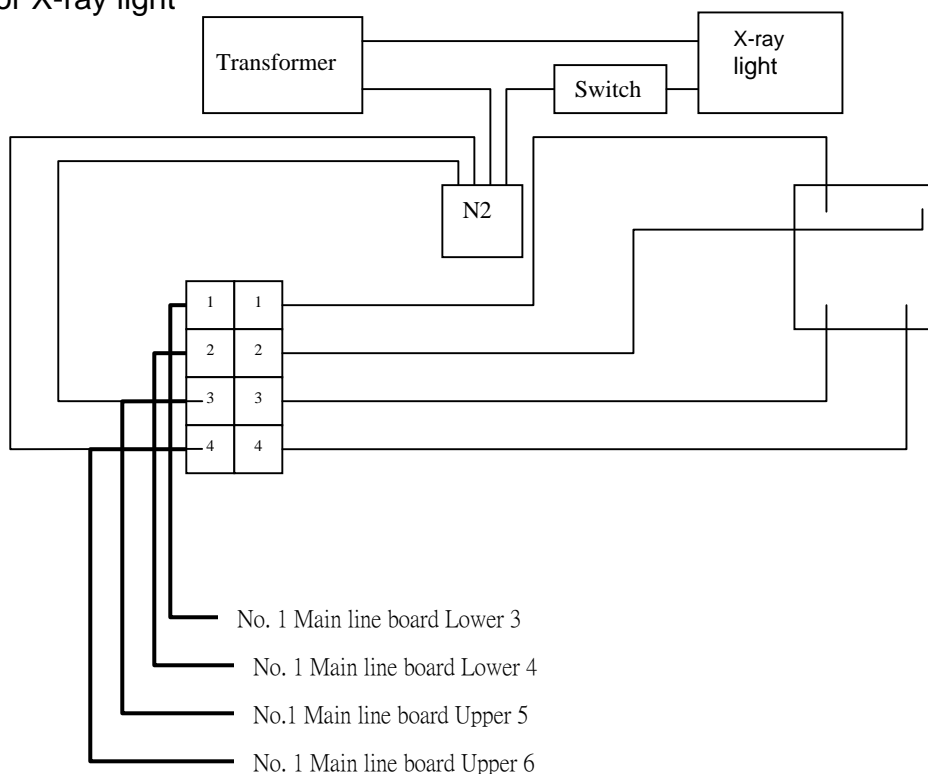 or X-ray light
Transformer
X-ray
light
Switch
N2
1 1
2 2
3 3
4 4
No. 1 Main line board Lower 3
No. 1 Main line board Lower 4
No.1 Main line board Upper 5
No. 1 Main line board Upper 6